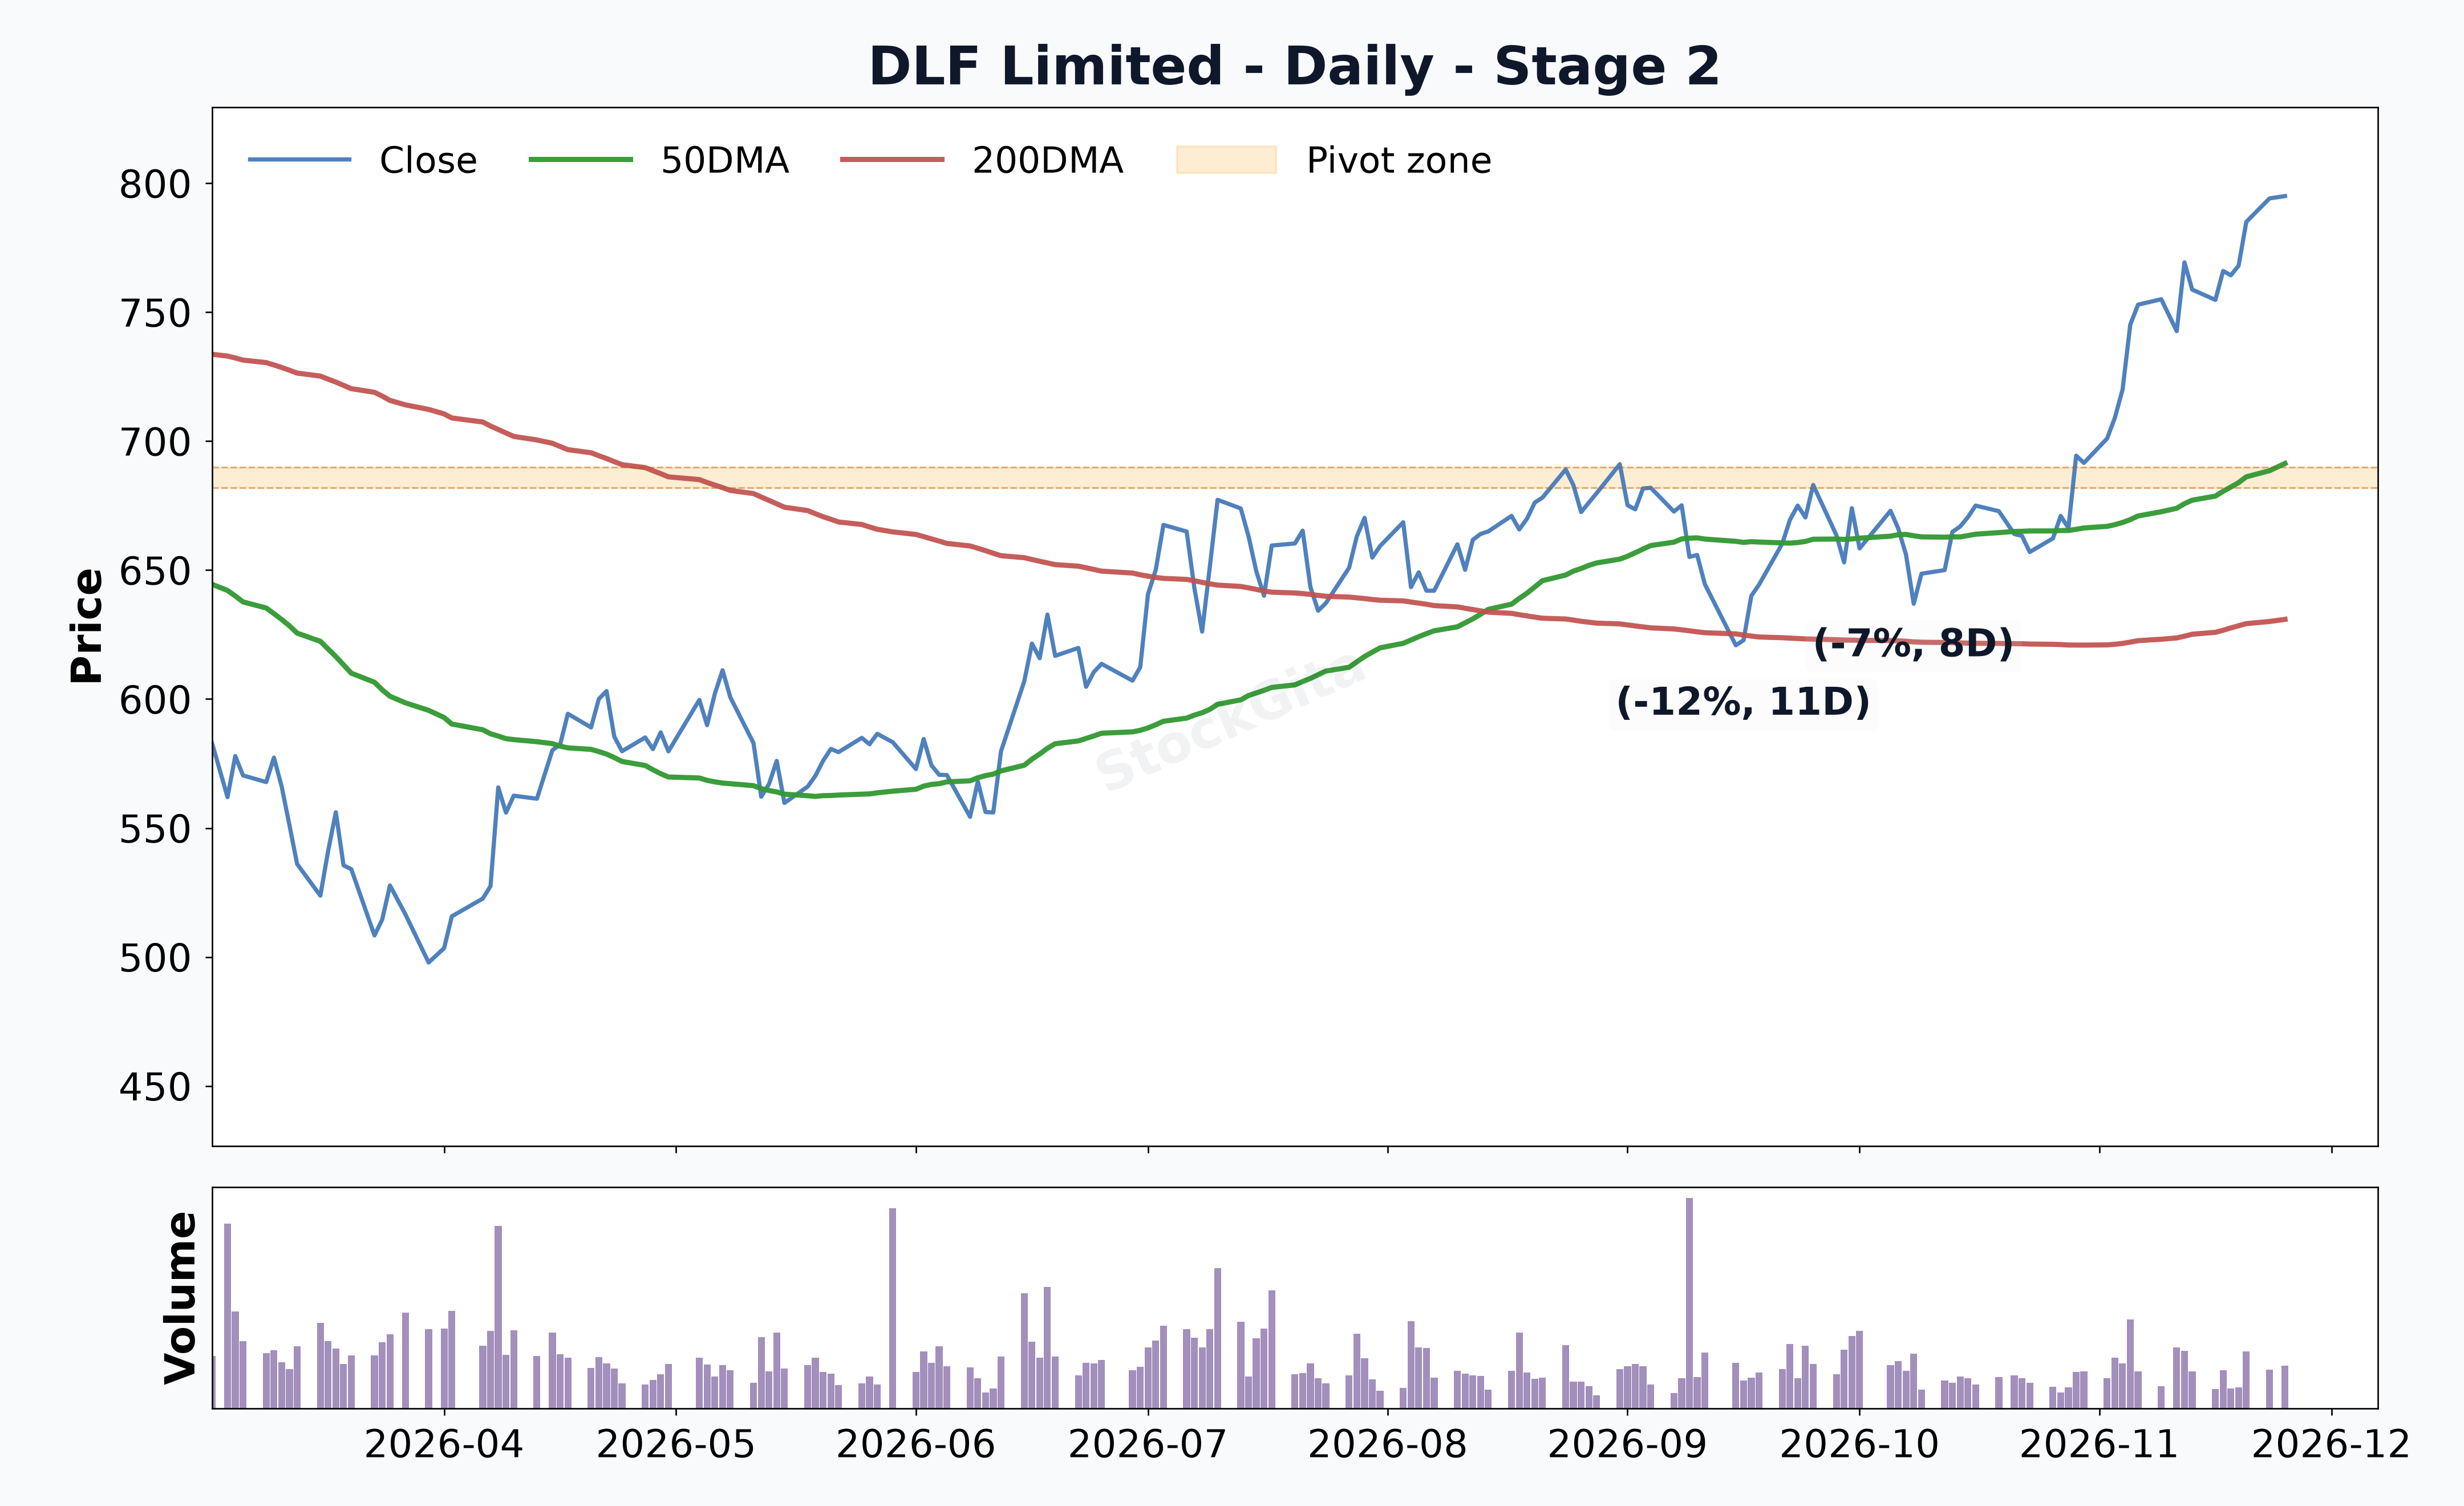 DLF Limited - Daily - Stage 2
Close 50DMA 200DMA Pivot zone
800
750
700
650
600
550
500
450
Price
(-7%, 8D)
(-12%, 11D)
StockGita
Volume
2026-04 2026-05 2026-06 2026-07 2026-08 2026-09 2026-10 2026-11 2026-12